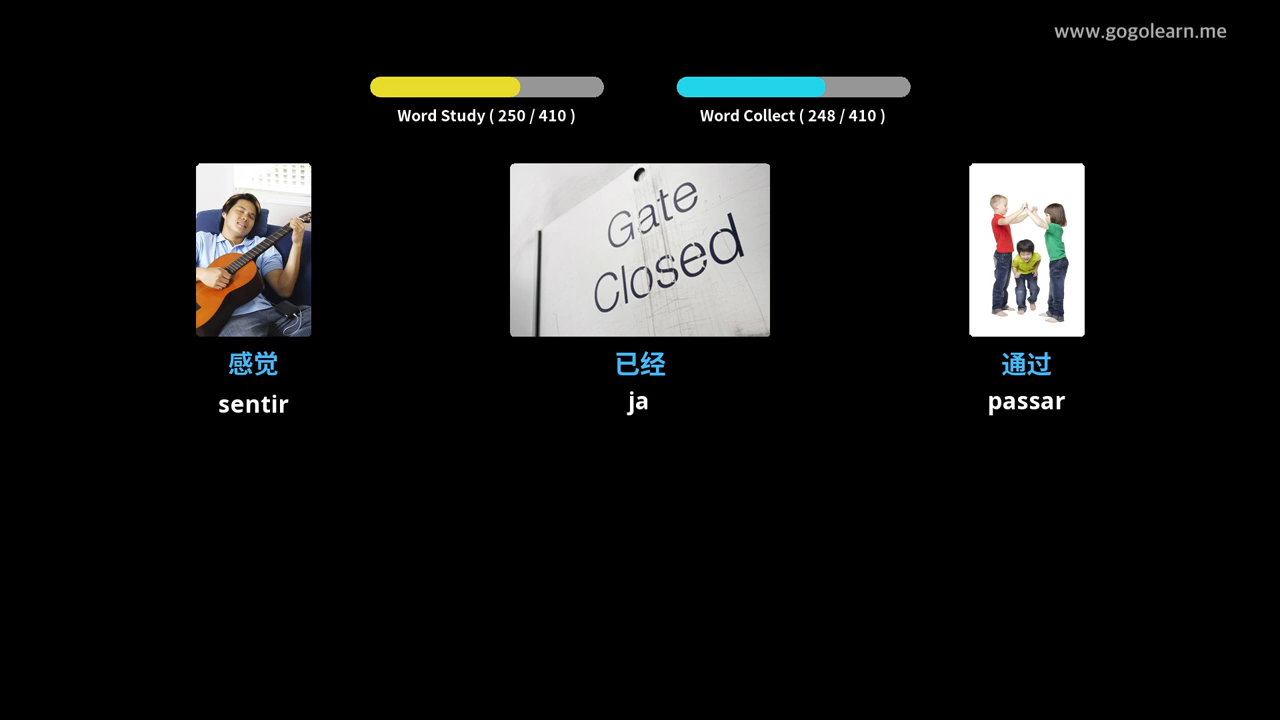 www.gogolearn.me
Word Study ( 250 / 410 )
Word Collect ( 248 / 410 )
Gate
Closed
感觉
已经
通过
sentir
ja
passar